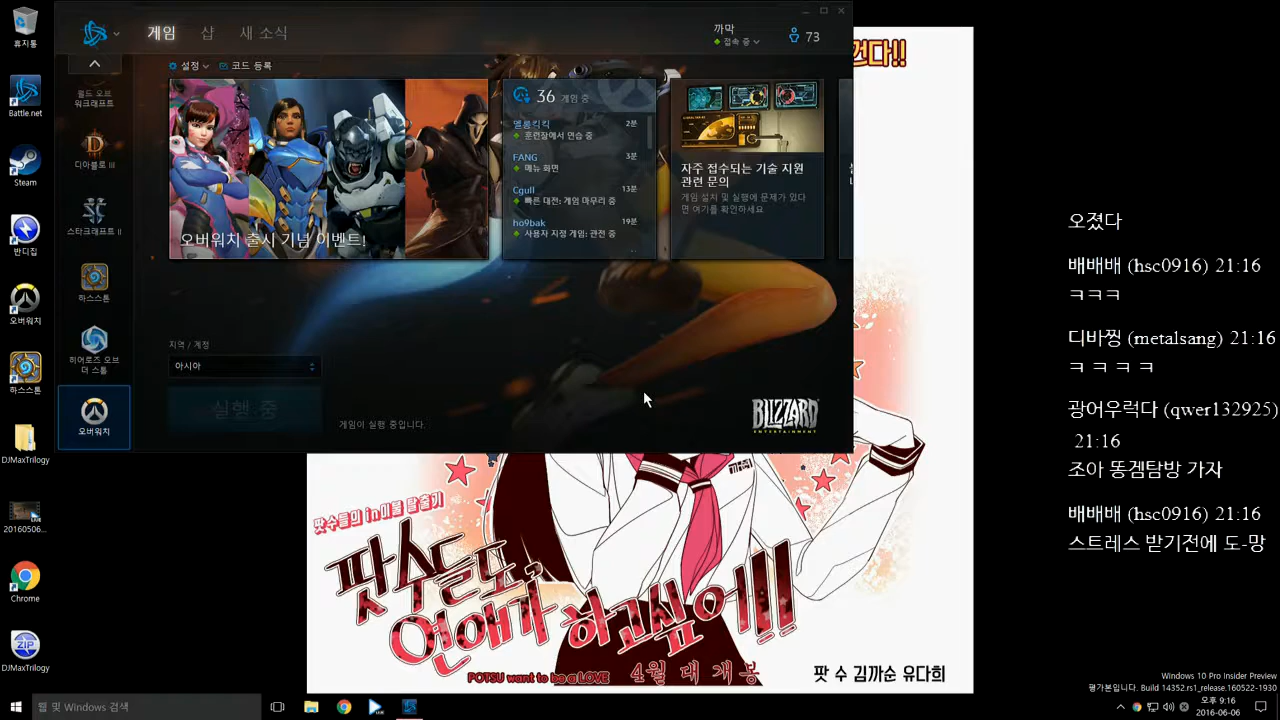 휴지통
Battle.net
Steam
반디집
오버워치
하스스톤
DJMaxTrilogy
20160506...
Chrome
DJMaxTrilogy
게임
샵
새 소식
까막
접속 중
73
설정
코드 등록
월드 오브
워크래프트
디아블로 III
스타크래프트 II
하스스톤
히어로즈 오브
더 스톰
오버워치
오버워치 출시 기념 이벤트!
36 게임 중
멜롱킥킥 2분
훈련장에서 연습 중
FANG 3분
메뉴 화면
Cgull 13분
빠른 대전: 게임 마무리 중
ho9bak 19분
사용자 지정 게임: 관전 중
자주 접수되는 기술 지원
관련 문의
게임 설치 및 실행에 문제가 있다
면 여기를 확인하세요
지역 / 계정
아시아
실행 중
게임이 실행 중입니다.
BLIZZARD
ENTERTAINMENT
팟수들의 in미블 탈출기
팟수들도,
연애가 하고싶어!!!
POTSU want to be a LOVE
4월 대 개봉
팟 수 김까순 유다희
오졌다
배배배 (hsc0916) 21:16
ㅋㅋㅋ
디바찡 (metalsang) 21:16
ㅋ ㅋ ㅋ ㅋ
광어우럭다 (qwer132925)
21:16
조아 똥겜탐방 가자
배배배 (hsc0916) 21:16
스트레스 받기전에 도-망
Windows 10 Pro Insider Preview
평가본입니다. Build 14352.rs1_release.160522-1930
웹 및 Windows 검색
오후 9:16
2016-06-06